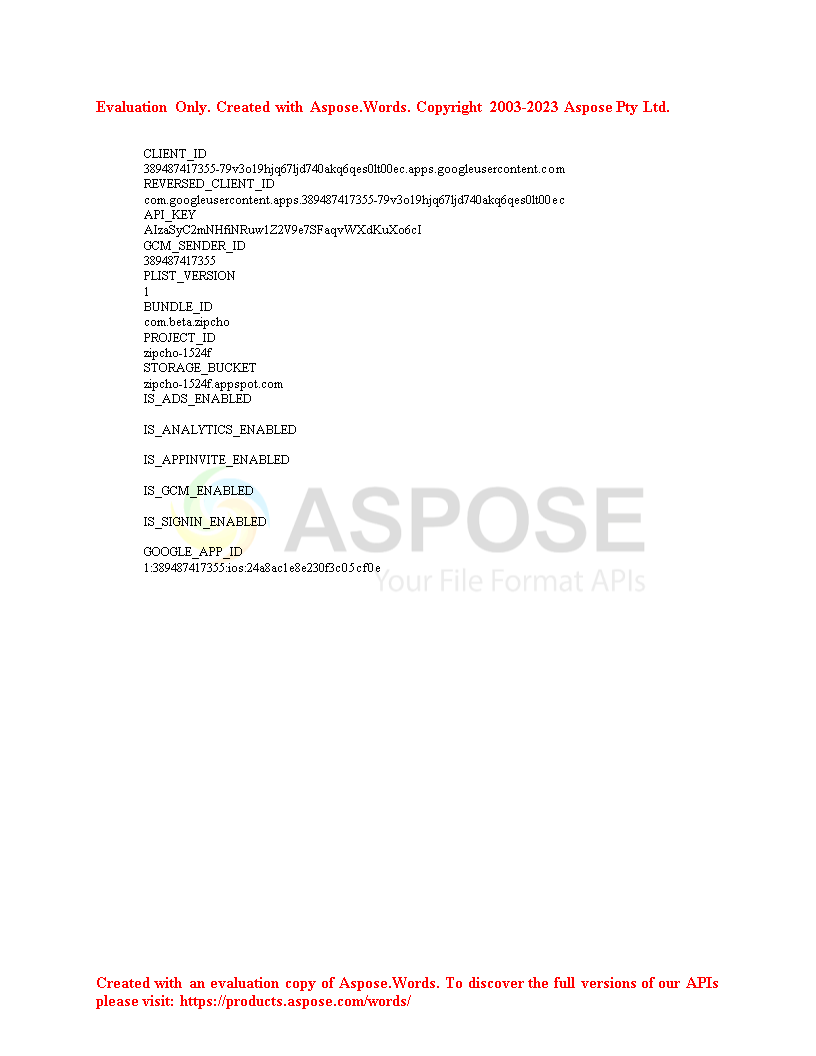 Evaluation Only. Created with Aspose.Words. Copyright 2003-2023 Aspose Pty Ltd.
CLIENT_ID
389487417355-79v3o19hjq67ljd740akq6qes0lt00ec.apps.googleusercontent.com
REVERSED_CLIENT_ID
com.googleusercontent.apps.389487417355-79v3o19hjq67ljd740akq6qes0lt00ec
API_KEY
AIzaSyC2mNHfiNRuw1Z2V9e7SFaqvWXdKuXo6cI
GCM_SENDER_ID
389487417355
PLIST_VERSION
1
BUNDLE_ID
com.beta.zipcho
PROJECT_ID
zipcho-1524f
STORAGE_BUCKET
zipcho-1524f.appspot.com
IS_ADS_ENABLED
IS_ANALYTICS_ENABLED
IS_APPINVITE_ENABLED
IS_GCM_ENABLED
IS_SIGNIN_ENABLED
GOOGLE_APP_ID
1:389487417355:ios:24a8ac1e8e230f3c05cf0e
ASPOSE
Your File Format APIs
Created with an evaluation copy of Aspose.Words. To discover the full versions of our APIs
please visit: https://products.aspose.com/words/